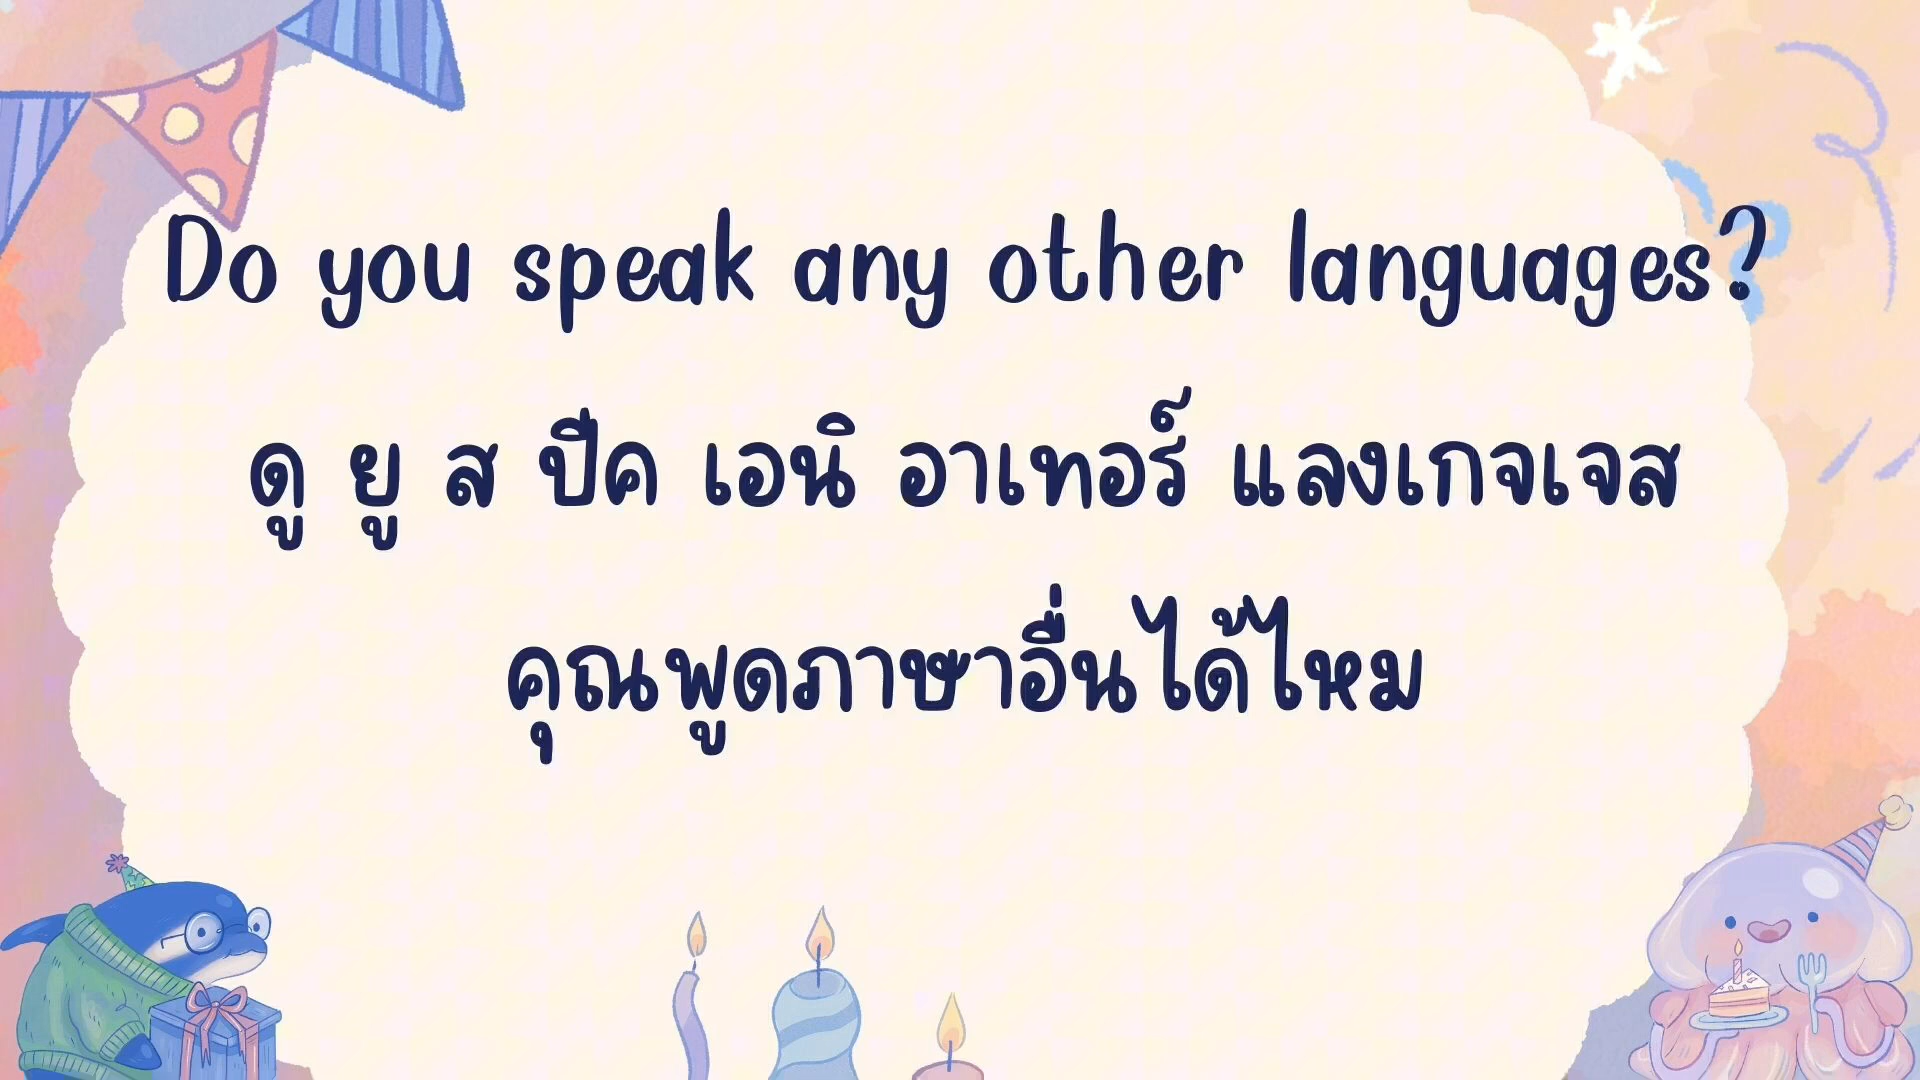 Do you speak any other languages?
ดู ยู ส ปีค เอนิ อาเทอร์ แลงเกจเจส
คุณพูดภาษาอื่นได้ไหม